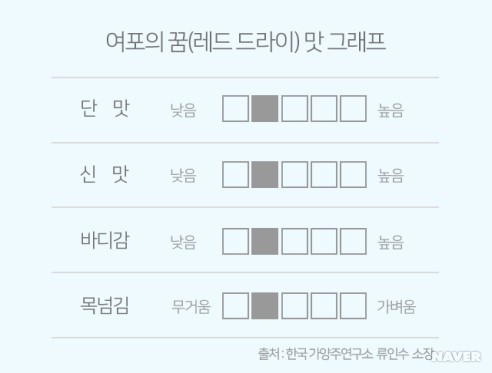 여포의 꿈(레드 드라이) 맛 그래프
단 맛 낮음 높음
신 맛 낮음 높음
바디감 낮음 높음
목넘김 무거움 가벼움
출처 : 한국 가양주연구소 류인수 소장
NAVER